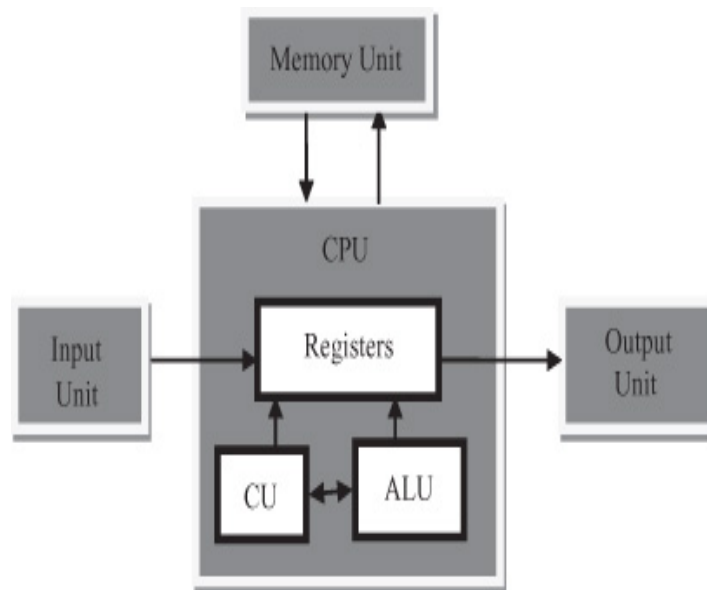 Memory Unit
CPU
Registers
Input
Unit
Output
Unit
CU
ALU